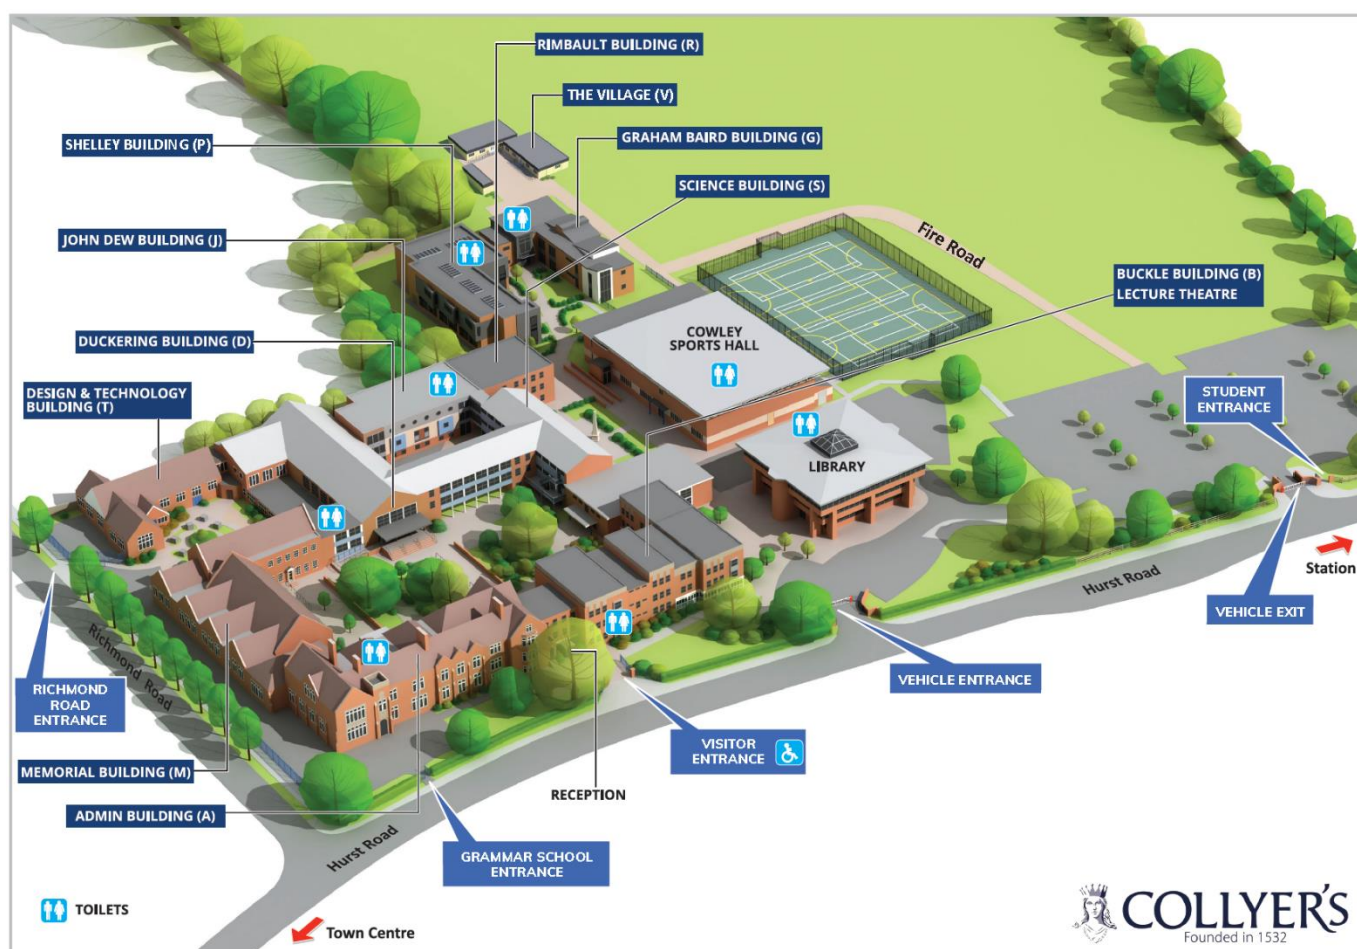 RIMBAULT BUILDING (R)
THE VILLAGE (V)
SHELLEY BUILDING (P)
GRAHAM BAIRD BUILDING (G)
SCIENCE BUILDING (S)
JOHN DEW BUILDING (J)
Fire Road
BUCKLE BUILDING (B)
LECTURE THEATRE
DUCKERING BUILDING (D)
COWLEY
SPORTS HALL
DESIGN & TECHNOLOGY
BUILDING (T)
STUDENT
ENTRANCE
LIBRARY
Station
Hurst Road
VEHICLE EXIT
Richmond Road
RICHMOND
ROAD
ENTRANCE
VEHICLE ENTRANCE
VISITOR
ENTRANCE
MEMORIAL BUILDING (M)
RECEPTION
ADMIN BUILDING (A)
Hurst Road
GRAMMAR SCHOOL
ENTRANCE
TOILETS
Town Centre
COLLYER'S
Founded in 1532